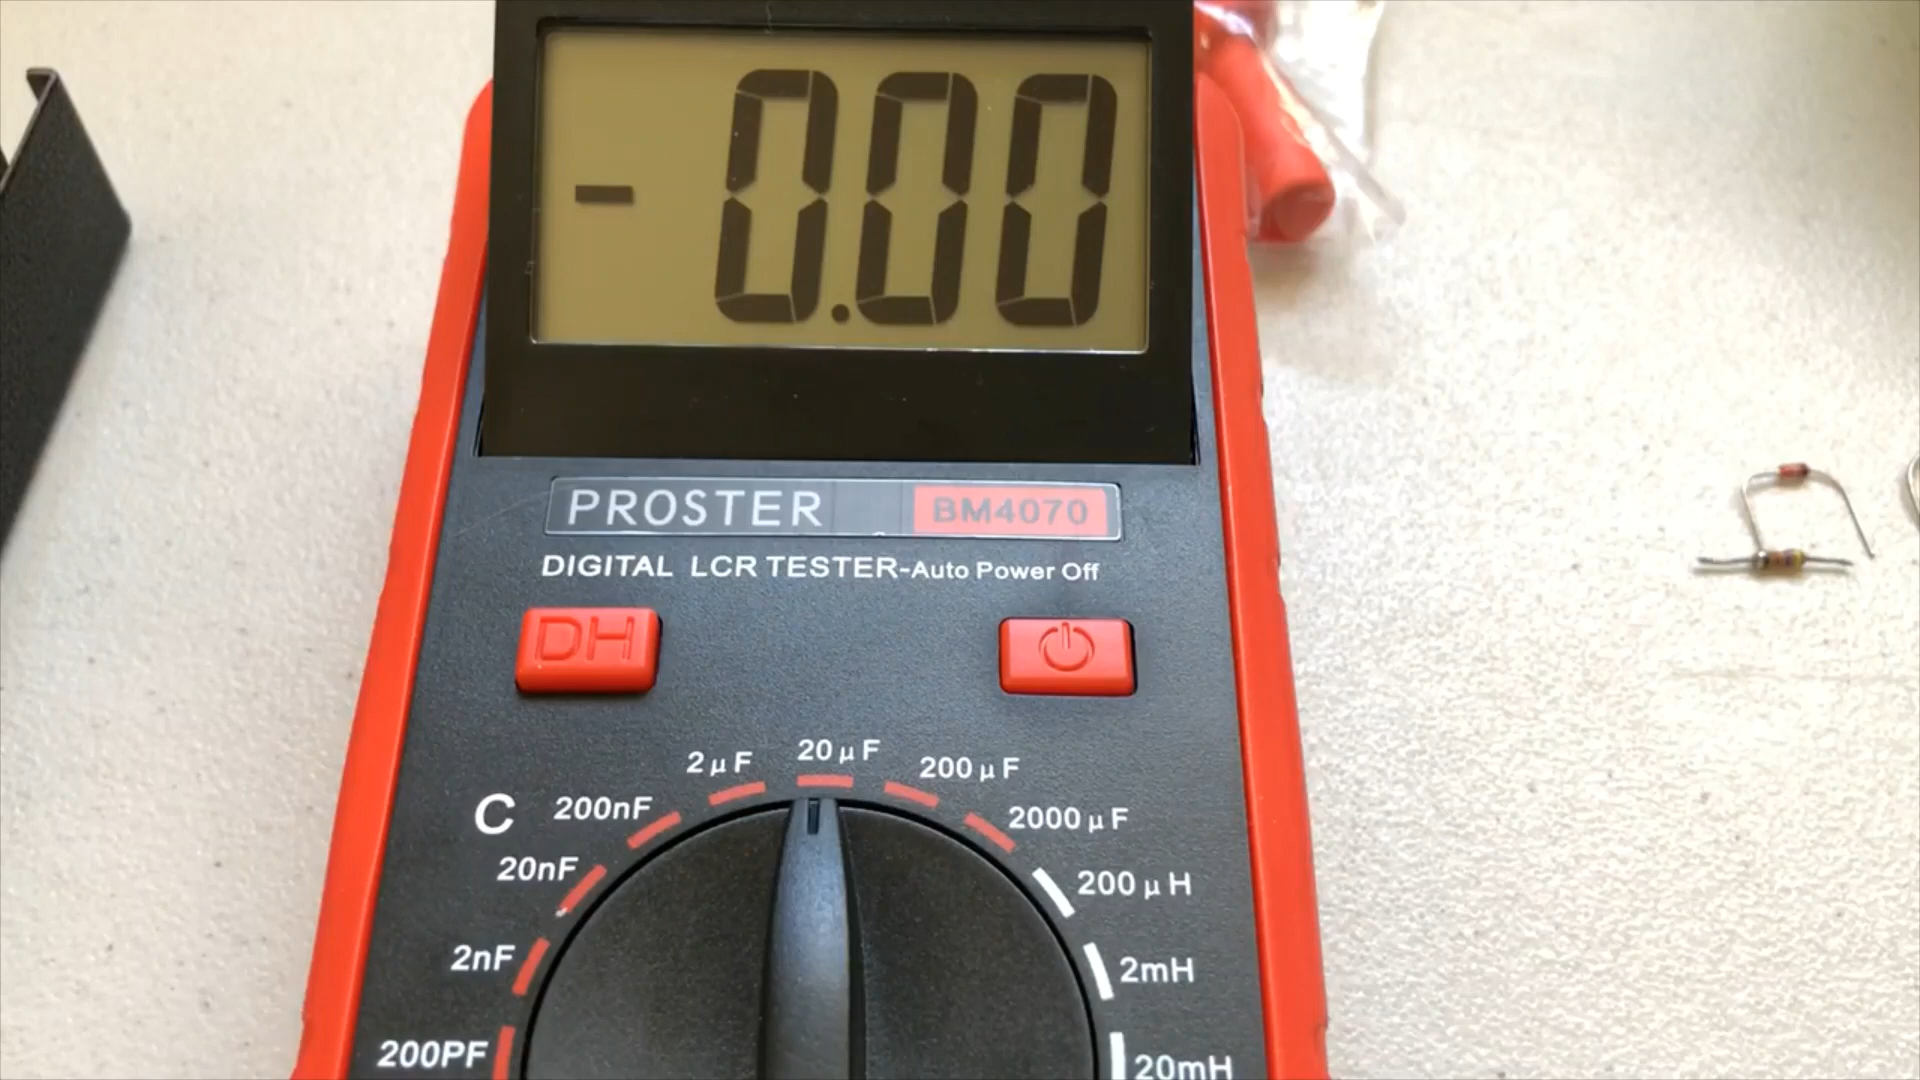 - 0.00
PROSTER BM4070
DIGITAL LCR TESTER-Auto Power Off
DH
2μF 20μF 200μF
C 200nF 2000μF
20nF 200μH
2nF 2mH
200PF 20mH